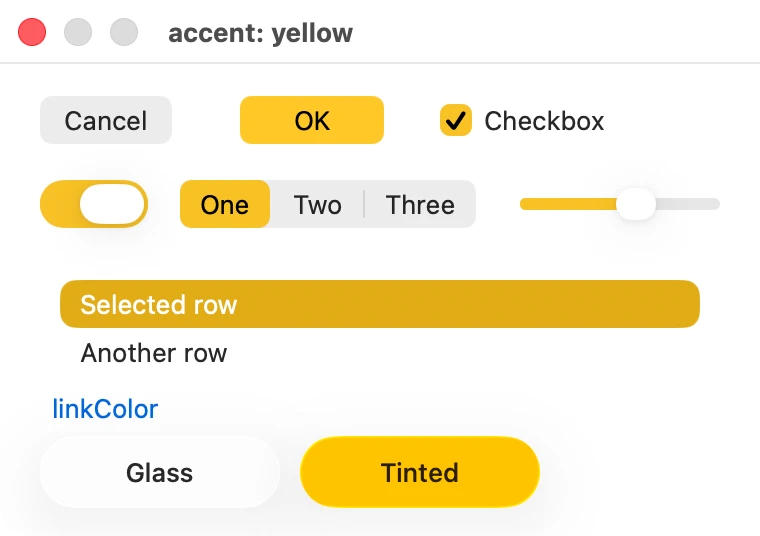 accent: yellow
Cancel OK Checkbox
One Two Three
Selected row
Another row
linkColor
Glass Tinted